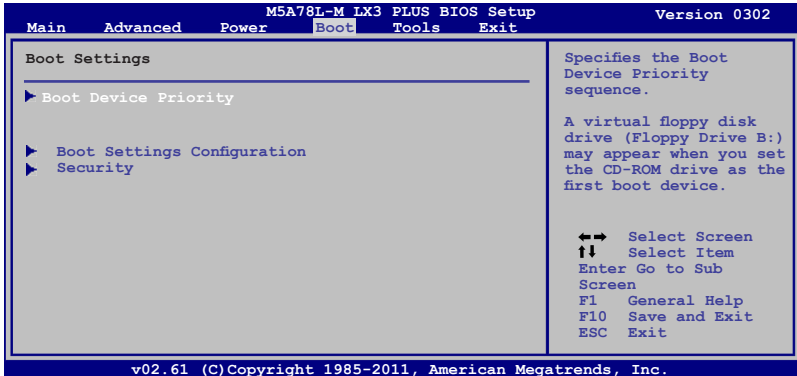 M5A78L-M LX3 PLUS BIOS Setup Version 0302
Main Advanced Power Boot Tools Exit
Boot Settings
Boot Device Priority
Boot Settings Configuration
Security
Specifies the Boot
Device Priority
sequence.
A virtual floppy disk
drive (Floppy Drive B:)
may appear when you set
the CD-ROM drive as the
first boot device.
←→ Select Screen
↑↓ Select Item
Enter Go to Sub
Screen
F1 General Help
F10 Save and Exit
ESC Exit
v02.61 (C)Copyright 1985-2011, American Megatrends, Inc.